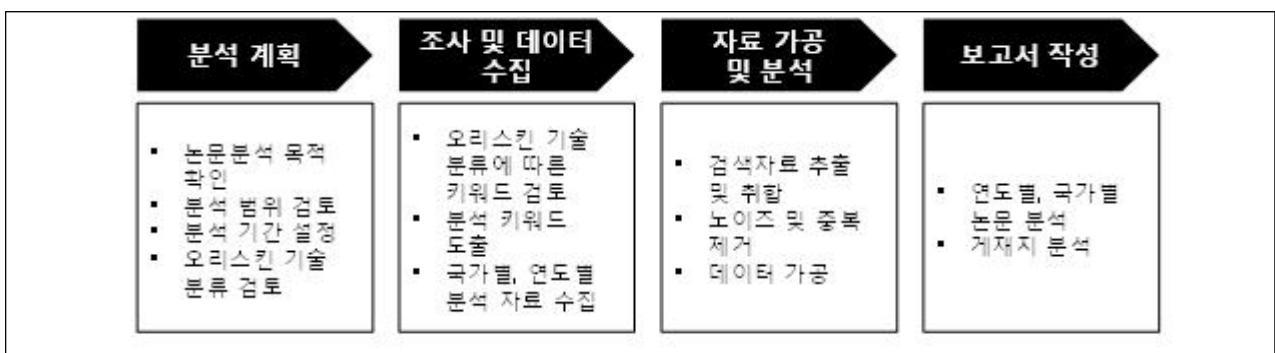 분석 계획
▪ 논문분석 목적
확인
▪ 분석 범위 검토
▪ 분석 기간 설정
▪ 오리스킨 기술
분류 검토
조사 및 데이터
수집
▪ 오리스킨 기술
분류에 따른
키워드 검토
▪ 분석 키워드
도출
▪ 국가별, 연도별
분석 자료 수집
자료 가공
및 분석
▪ 검색자료 추출
및 취합
▪ 노이즈 및 중복
제거
▪ 데이터 가공
보고서 작성
▪ 연도별, 국가별
논문 분석
▪ 게재지 분석